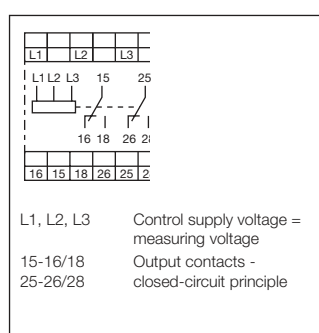 L1 L2 L3
L1 L2 L3 15 25
16 18 26
16 15 18 26 25
L1, L2, L3 Control supply voltage =
measuring voltage
15-16/18 Output contacts -
25-26/28 closed-circuit principle